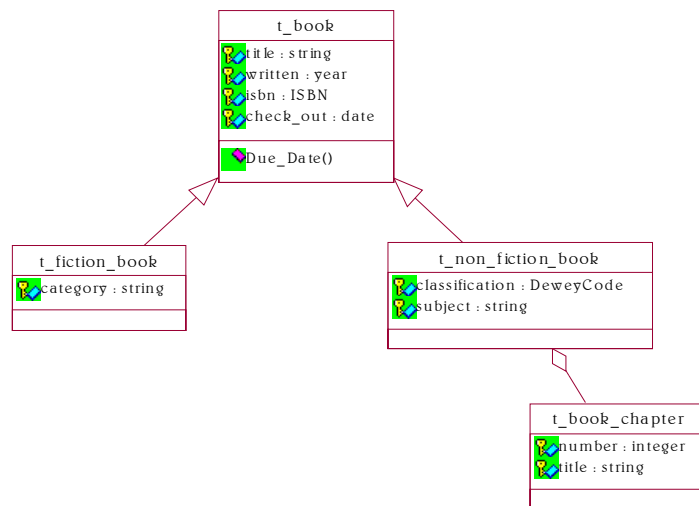 t_book
title : string
written : year
isbn : ISBN
check_out : date
Due_Date()
t_fiction_book
category : string
t_non_fiction_book
classification : DeweyCode
subject : string
t_book_chapter
number : integer
title : string